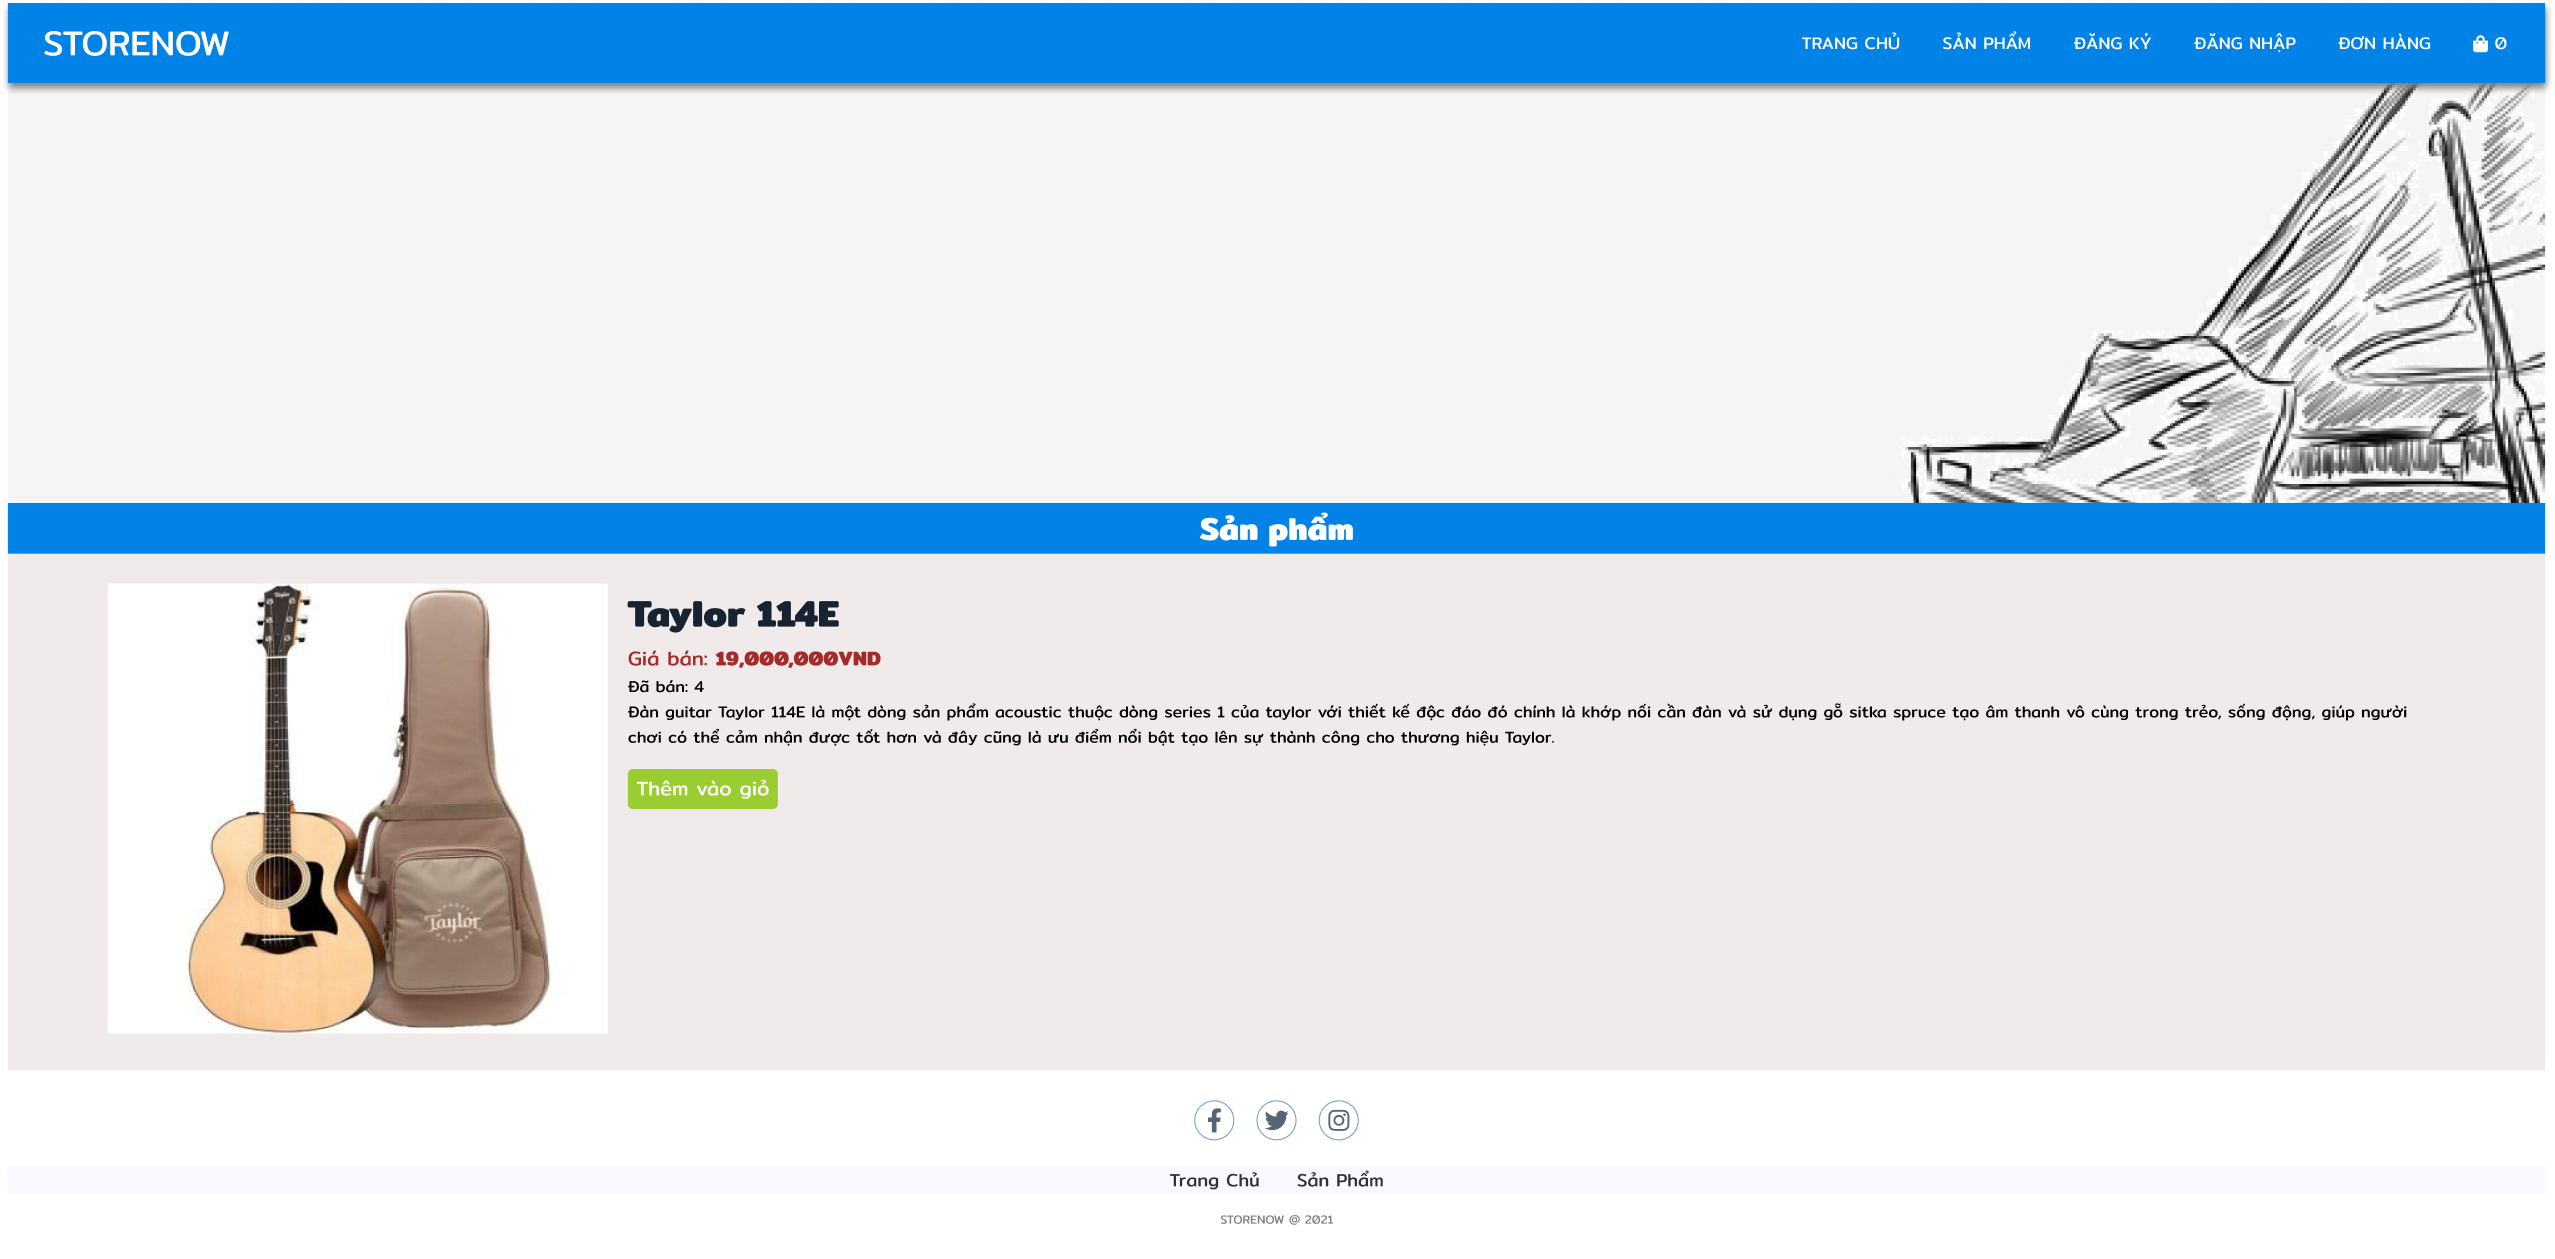 STORENOW
TRANG CHỦ SẢN PHẨM ĐĂNG KÝ ĐĂNG NHẬP ĐƠN HÀNG 0
Sản phẩm
Taylor
Taylor
Taylor 114E
Giá bán: 19,000,000VND
Đã bán: 4
Đàn guitar Taylor 114E là một dòng sản phẩm acoustic thuộc dòng series 1 của taylor với thiết kế độc đáo đó chính là khớp nối cần đàn và sử dụng gỗ sitka spruce tạo âm thanh vô cùng trong trẻo, sống động, giúp người
chơi có thể cảm nhận được tốt hơn và đây cũng là ưu điểm nổi bật tạo lên sự thành công cho thương hiệu Taylor.
Thêm vào giỏ
Trang Chủ Sản Phẩm
STORENOW @ 2021